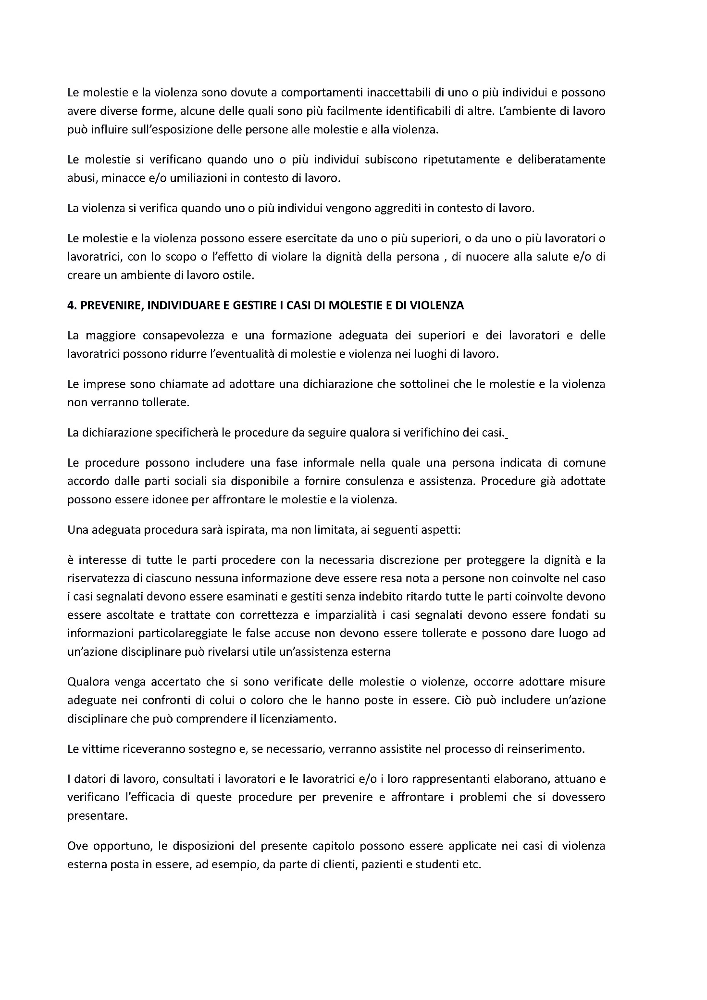 Le molestie e la violenza sono dovute a comportamenti inaccettabili di uno o più individui e possono
avere diverse forme, alcune delle quali sono più facilmente identificabili di altre. L’ambiente di lavoro
può influire sull’esposizione delle persone alle molestie e alla violenza.
Le molestie si verificano quando uno o più individui subiscono ripetutamente e deliberatamente
abusi, minacce e/o umiliazioni in contesto di lavoro.
La violenza si verifica quando uno o più individui vengono aggrediti in contesto di lavoro.
Le molestie e la violenza possono essere esercitate da uno o più superiori, o da uno o più lavoratori o
lavoratrici, con lo scopo o l’effetto di violare la dignità della persona , di nuocere alla salute e/o di
creare un ambiente di lavoro ostile.
4. PREVENIRE, INDIVIDUARE E GESTIRE I CASI DI MOLESTIE E DI VIOLENZA
La maggiore consapevolezza e una formazione adeguata dei superiori e dei lavoratori e delle
lavoratrici possono ridurre l’eventualità di molestie e violenza nei luoghi di lavoro.
Le imprese sono chiamate ad adottare una dichiarazione che sottolinei che le molestie e la violenza
non verranno tollerate.
La dichiarazione specificherà le procedure da seguire qualora si verifichino dei casi.
Le procedure possono includere una fase informale nella quale una persona indicata di comune
accordo dalle parti sociali sia disponibile a fornire consulenza e assistenza. Procedure già adottate
possono essere idonee per affrontare le molestie e la violenza.
Una adeguata procedura sarà ispirata, ma non limitata, ai seguenti aspetti:
è interesse di tutte le parti procedere con la necessaria discrezione per proteggere la dignità e la
riservatezza di ciascuno nessuna informazione deve essere resa nota a persone non coinvolte nel caso
i casi segnalati devono essere esaminati e gestiti senza indebito ritardo tutte le parti coinvolte devono
essere ascoltate e trattate con correttezza e imparzialità i casi segnalati devono essere fondati su
informazioni particolareggiate le false accuse non devono essere tollerate e possono dare luogo ad
un’azione disciplinare può rivelarsi utile un’assistenza esterna
Qualora venga accertato che si sono verificate delle molestie o violenze, occorre adottare misure
adeguate nei confronti di colui o coloro che le hanno poste in essere. Ciò può includere un’azione
disciplinare che può comprendere il licenziamento.
Le vittime riceveranno sostegno e, se necessario, verranno assistite nel processo di reinserimento.
I datori di lavoro, consultati i lavoratori e le lavoratrici e/o i loro rappresentanti elaborano, attuano e
verificano l’efficacia di queste procedure per prevenire e affrontare i problemi che si dovessero
presentare.
Ove opportuno, le disposizioni del presente capitolo possono essere applicate nei casi di violenza
esterna posta in essere, ad esempio, da parte di clienti, pazienti e studenti etc.